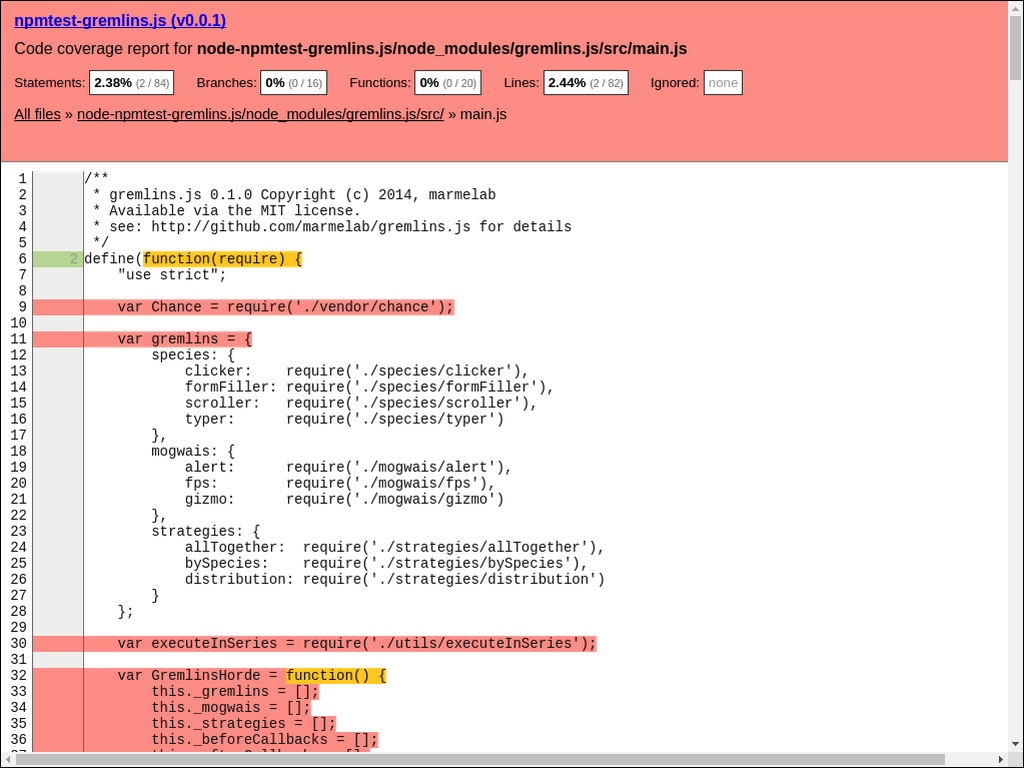 npmtest-gremlins.js (v0.0.1)
Code coverage report for node-npmtest-gremlins.js/node_modules/gremlins.js/src/main.js
Statements: 2.38% (2 / 84) Branches: 0% (0 / 16) Functions: 0% (0 / 20) Lines: 2.44% (2 / 82) Ignored: none
All files » node-npmtest-gremlins.js/node_modules/gremlins.js/src/ » main.js
1 /**
2  * gremlins.js 0.1.0 Copyright (c) 2014, marmelab
3  * Available via the MIT license.
4  * see: http://github.com/marmelab/gremlins.js for details
5  */
6 2 define(function(require) {
7     "use strict";
8
9     var Chance = require('./vendor/chance');
10
11     var gremlins = {
12         species: {
13             clicker:    require('./species/clicker'),
14             formFiller: require('./species/formFiller'),
15             scroller:   require('./species/scroller'),
16             typer:      require('./species/typer')
17         },
18         mogwais: {
19             alert:      require('./mogwais/alert'),
20             fps:        require('./mogwais/fps'),
21             gizmo:      require('./mogwais/gizmo')
22         },
23         strategies: {
24             allTogether:  require('./strategies/allTogether'),
25             bySpecies:    require('./strategies/bySpecies'),
26             distribution: require('./strategies/distribution')
27         }
28     };
29
30     var executeInSeries = require('./utils/executeInSeries');
31
32     var GremlinsHorde = function() {
33         this._gremlins = [];
34         this._mogwais = [];
35         this._strategies = [];
36         this._beforeCallbacks = [];